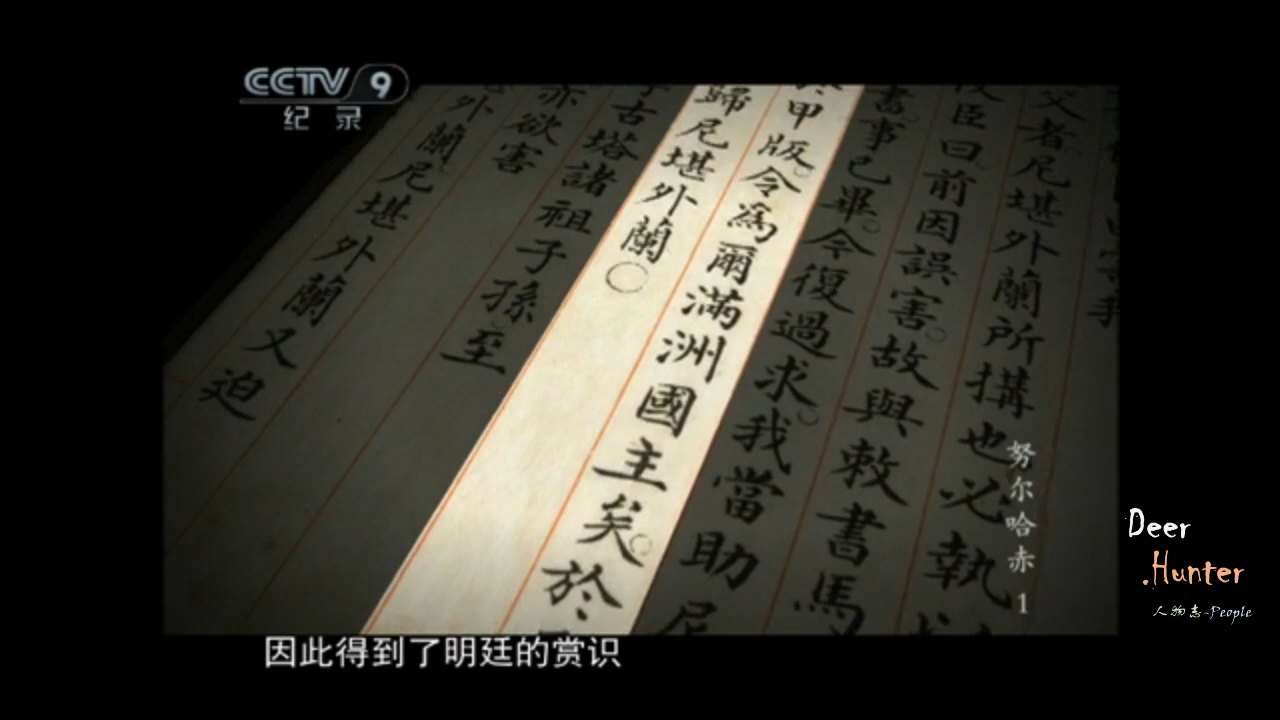 CCTV 9
纪录
父者。尼堪外蘭所搆也必執
臣曰。前因誤害。故與敕書馬
事已畢。今復過求。我當助尼
於甲版。令爲爾滿洲國主矣。於
歸尼堪外蘭○
古塔諸祖子孫至
亦欲害
外蘭。尼堪外蘭又迫
努尔哈赤 1
Deer
.Hunter
人物志-People
因此得到了明廷的赏识